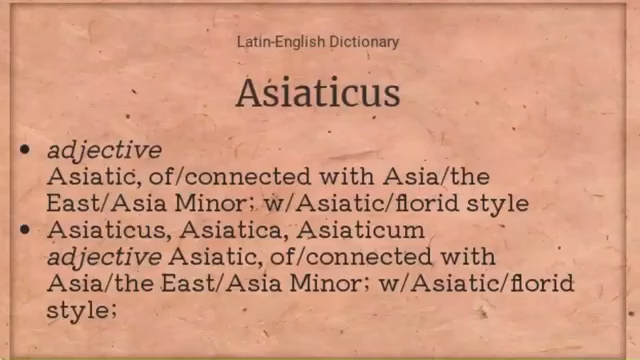 Latin-English Dictionary
Asiaticus
• adjective
Asiatic, of/connected with Asia/the
East/Asia Minor; w/Asiatic/florid style
• Asiaticus, Asiatica, Asiaticum
adjective Asiatic, of/connected with
Asia/the East/Asia Minor; w/Asiatic/florid
style;